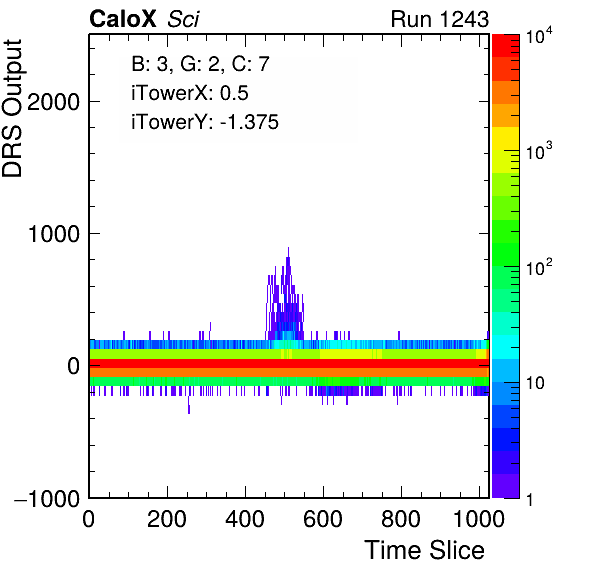 CaloX Sci Run 1243
B: 3, G: 2, C: 7
iTowerX: 0.5
iTowerY: -1.375
DRS Output
2000
1000
0
−1000
0 200 400 600 800 1000
Time Slice
10^4
10^3
10^2
10
1